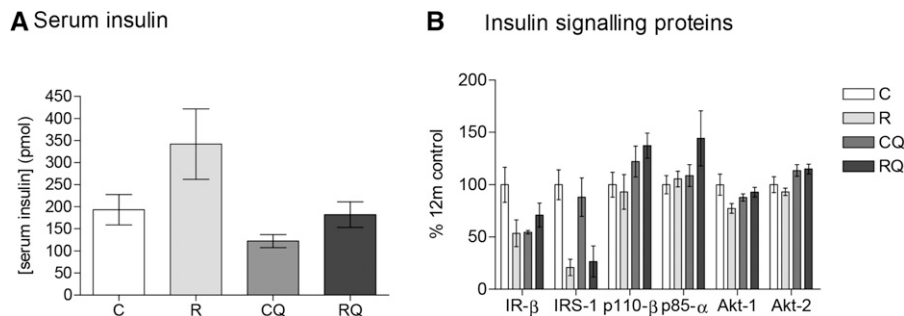 A Serum insulin
[serum insulin] (pmol)
450
400
350
300
250
200
150
100
50
0
C R CQ RQ
B Insulin signalling proteins
% 12m control
200
150
100
50
0
IR-β IRS-1 p110-β p85-α Akt-1 Akt-2
C
R
CQ
RQ